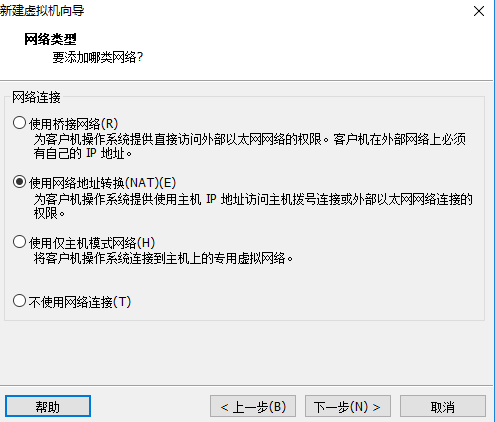 新建虚拟机向导
网络类型
要添加哪类网络?
网络连接
使用桥接网络(R)
为客户机操作系统提供直接访问外部以太网网络的权限。客户机在外部网络上必须
有自己的 IP 地址。
使用网络地址转换(NAT)(E)
为客户机操作系统提供使用主机 IP 地址访问主机拨号连接或外部以太网网络连接的
权限。
使用仅主机模式网络(H)
将客户机操作系统连接到主机上的专用虚拟网络。
不使用网络连接(T)
帮助
< 上一步(B)
下一步(N) >
取消